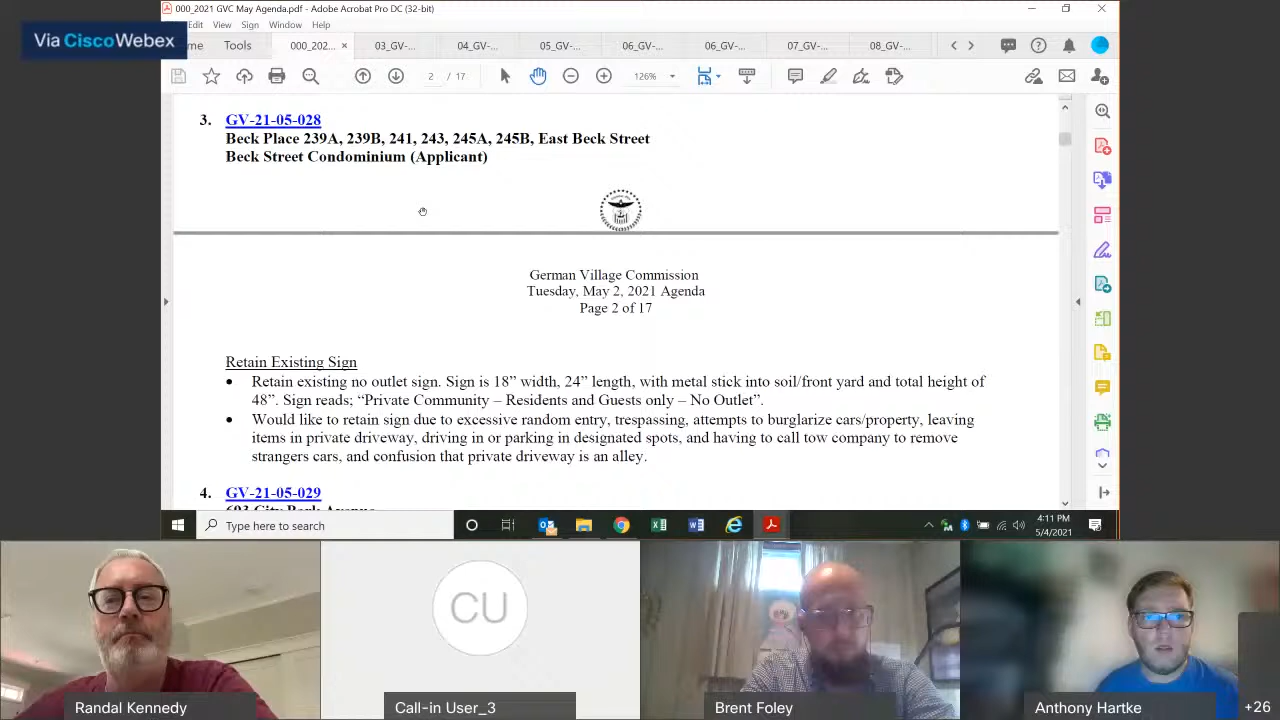 000_2021 GVC May Agenda.pdf - Adobe Acrobat Pro DC (32-bit)
View Sign Window Help
Via Cisco Webex
me Tools 000_202... × 03_GV-... 04_GV-... 05_GV-... 06_GV-... 06_GV-... 07_GV-... 08_GV-...
2 / 17 126%
3. GV-21-05-028
Beck Place 239A, 239B, 241, 243, 245A, 245B, East Beck Street
Beck Street Condominium (Applicant)
German Village Commission
Tuesday, May 2, 2021 Agenda
Page 2 of 17
Retain Existing Sign
• Retain existing no outlet sign. Sign is 18” width, 24” length, with metal stick into soil/front yard and total height of
48”. Sign reads; “Private Community – Residents and Guests only – No Outlet”.
• Would like to retain sign due to excessive random entry, trespassing, attempts to burglarize cars/property, leaving
items in private driveway, driving in or parking in designated spots, and having to call tow company to remove
strangers cars, and confusion that private driveway is an alley.
4. GV-21-05-029
693 City Park Avenue
Type here to search
4:11 PM
5/4/2021
CU
Randal Kennedy
Call-in User_3
Brent Foley
Anthony Hartke
+26